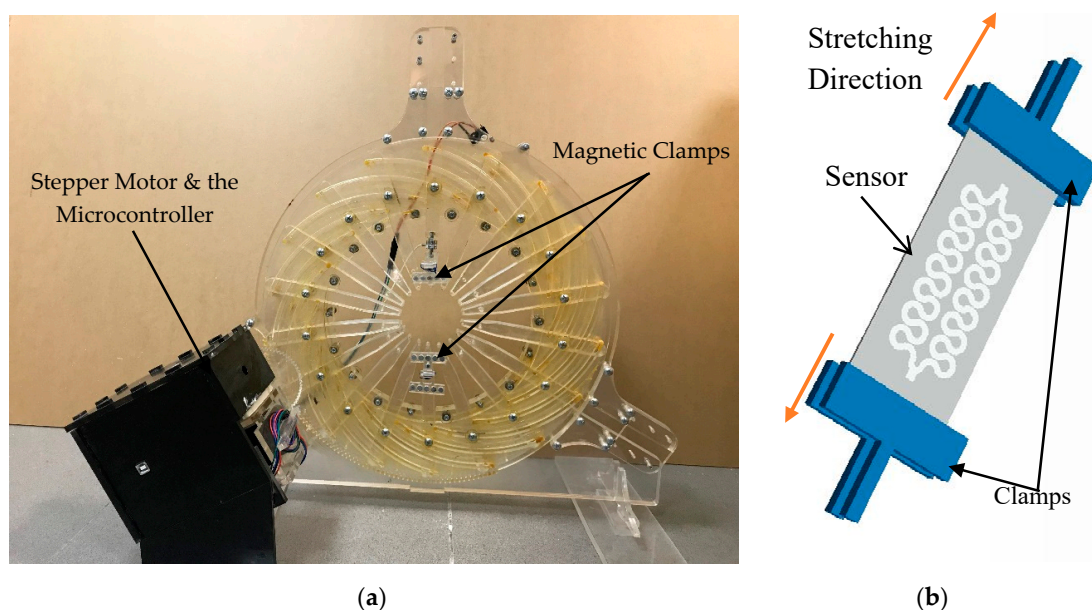 Stepper Motor & the
Microcontroller
Magnetic Clamps
Stretching
Direction
Sensor
Clamps
(a)
(b)